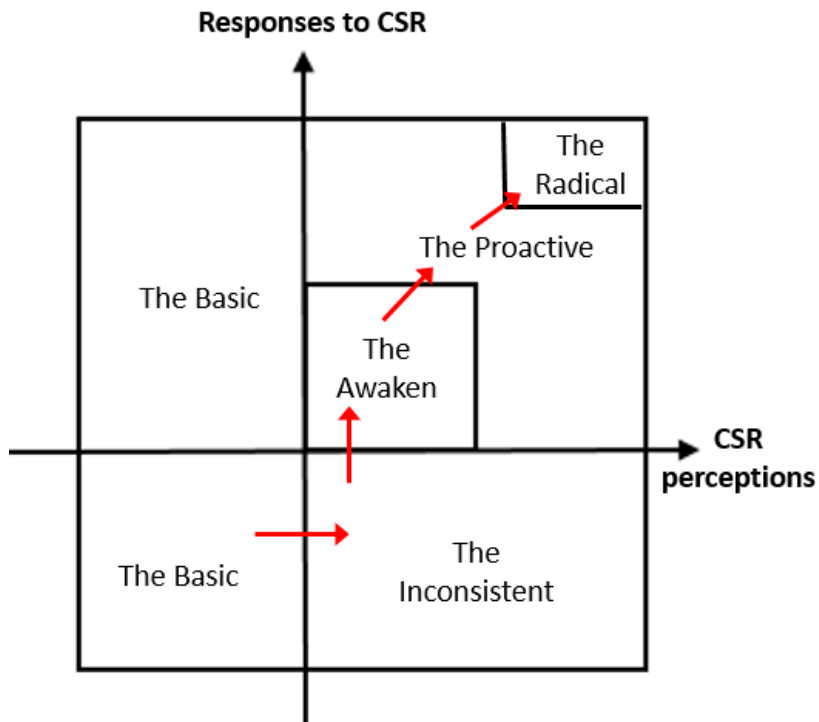 Responses to CSR
The
Radical
The Proactive
The Basic
The
Awaken
CSR
perceptions
The Basic
The
Inconsistent